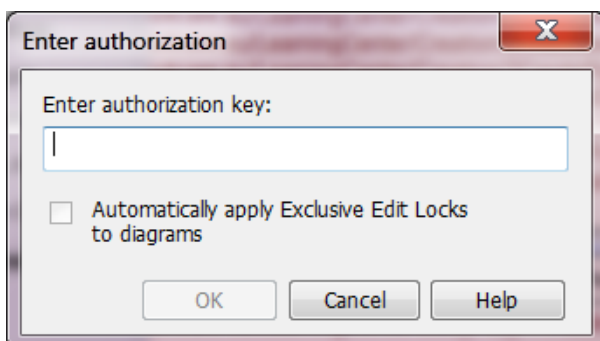 Enter authorization
Enter authorization key:
Automatically apply Exclusive Edit Locks
to diagrams
OK Cancel Help